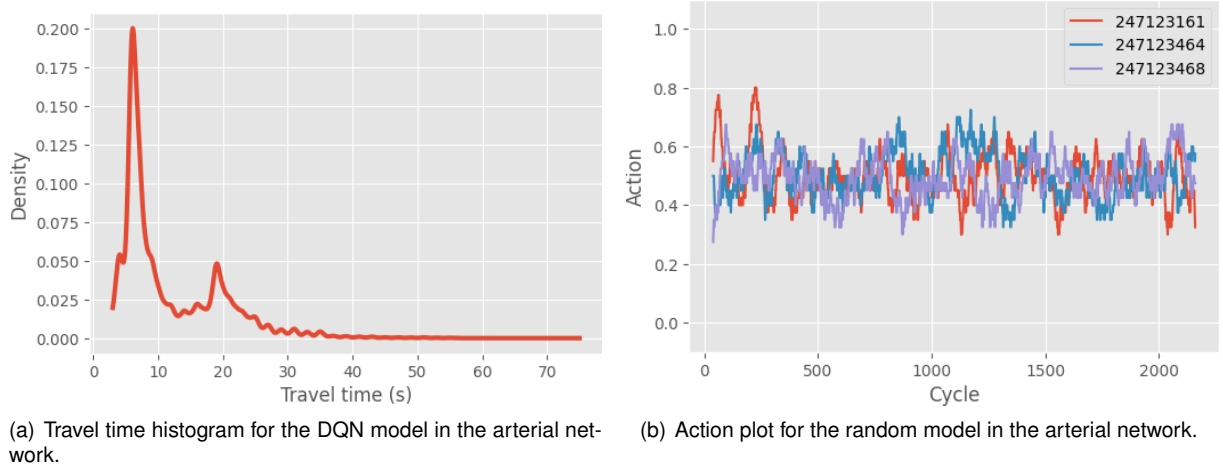 0.200
0.175
0.150
0.125
0.100
0.075
0.050
0.025
0.000
Density
0 10 20 30 40 50 60 70
Travel time (s)
(a) Travel time histogram for the DQN model in the arterial net-
work.
1.0
0.8
0.6
0.4
0.2
0.0
Action
247123161
247123464
247123468
0 500 1000 1500 2000
Cycle
(b) Action plot for the random model in the arterial network.